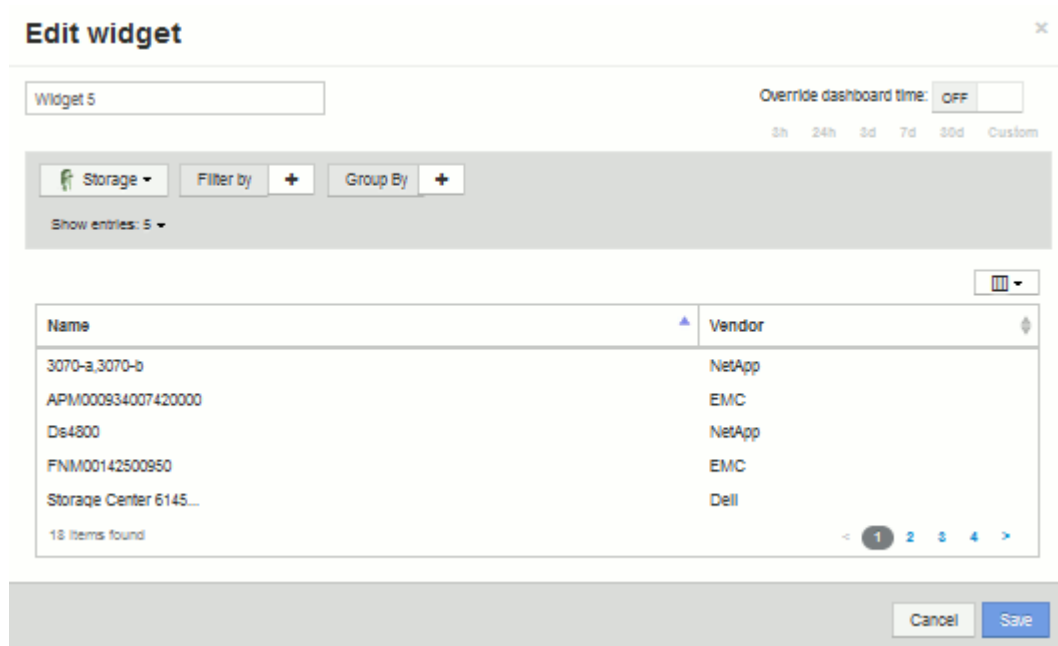 Edit widget ×
Widget 5
Override dashboard time: OFF
3h 24h 3d 7d 30d Custom
Storage Filter by + Group By +
Show entries: 5
Name Vendor
3070-a,3070-b NetApp
APM000934007420000 EMC
Ds4800 NetApp
FNM00142500950 EMC
Storage Center 6145... Dell
18 items found < 1 2 3 4 >
Cancel Save